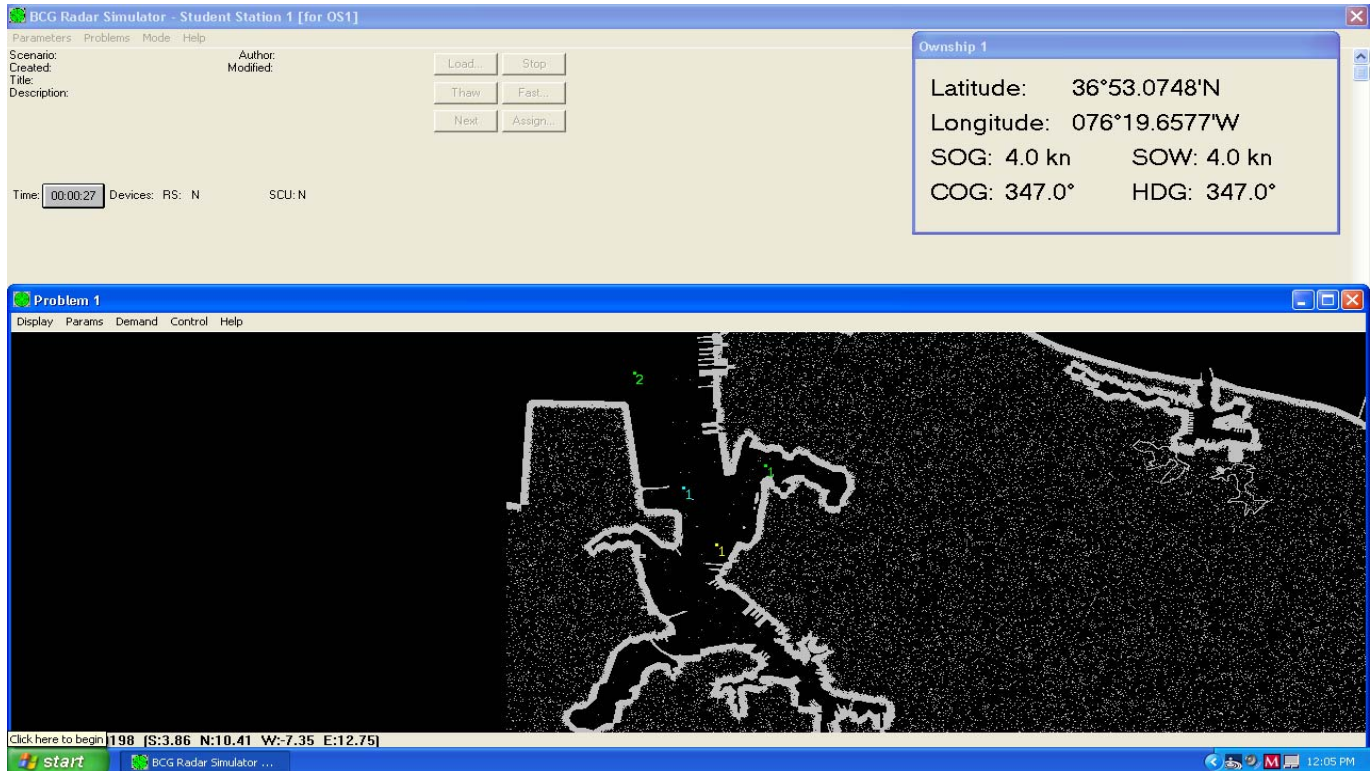 BCG Radar Simulator - Student Station 1 [for OS1]
Parameters Problems Mode Help
Scenario: Author:
Created: Modified:
Title:
Description:
Load... Stop
Thaw Fast...
Next Assign...
Time: 00:00:27 Devices: RS: N SCU: N
Ownship 1
Latitude: 36°53.0748'N
Longitude: 076°19.6577'W
SOG: 4.0 kn SOW: 4.0 kn
COG: 347.0° HDG: 347.0°
Problem 1
Display Params Demand Control Help
2
1
1
1
Click here to begin 198 [S:3.86 N:10.41 W:-7.35 E:12.75]
start BCG Radar Simulator ... M 12:05 PM